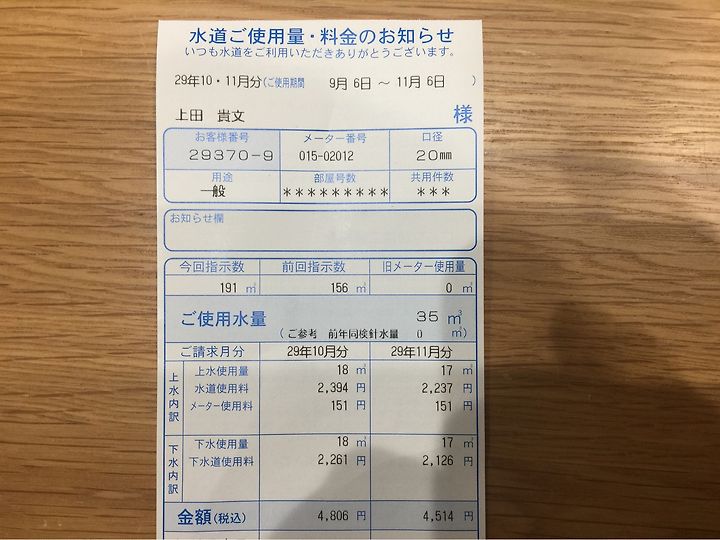 水道ご使用量・料金のお知らせ
いつも水道をご利用いただきありがとうございます。
29年10・11月分(ご使用期間 9月 6日 ～ 11月 6日 )
上田 貴文 様
お客様番号 メーター番号 口径
29370-9 015-02012 20mm
用途 部屋号数 共用件数
一般 ********* ***
お知らせ欄
今回指示数 前回指示数 旧メーター使用量
191 ㎥ 156 ㎥ 0 ㎥
ご使用水量 35 ㎥
(ご参考 前年同検針水量 0 ㎥)
ご請求月分 29年10月分 29年11月分
上水内訳
上水使用量 18 ㎥ 17 ㎥
水道使用料 2,394 円 2,237 円
メーター使用料 151 円 151 円
下水内訳
下水使用量 18 ㎥ 17 ㎥
下水道使用料 2,261 円 2,126 円
金額(税込) 4,806 円 4,514 円